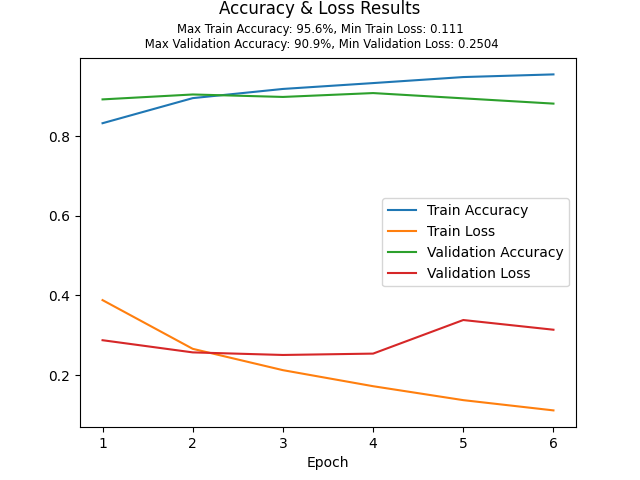 Accuracy & Loss Results
Max Train Accuracy: 95.6%, Min Train Loss: 0.111
Max Validation Accuracy: 90.9%, Min Validation Loss: 0.2504
0.8
0.6
0.4
0.2
Train Accuracy
Train Loss
Validation Accuracy
Validation Loss
1 2 3 4 5 6
Epoch